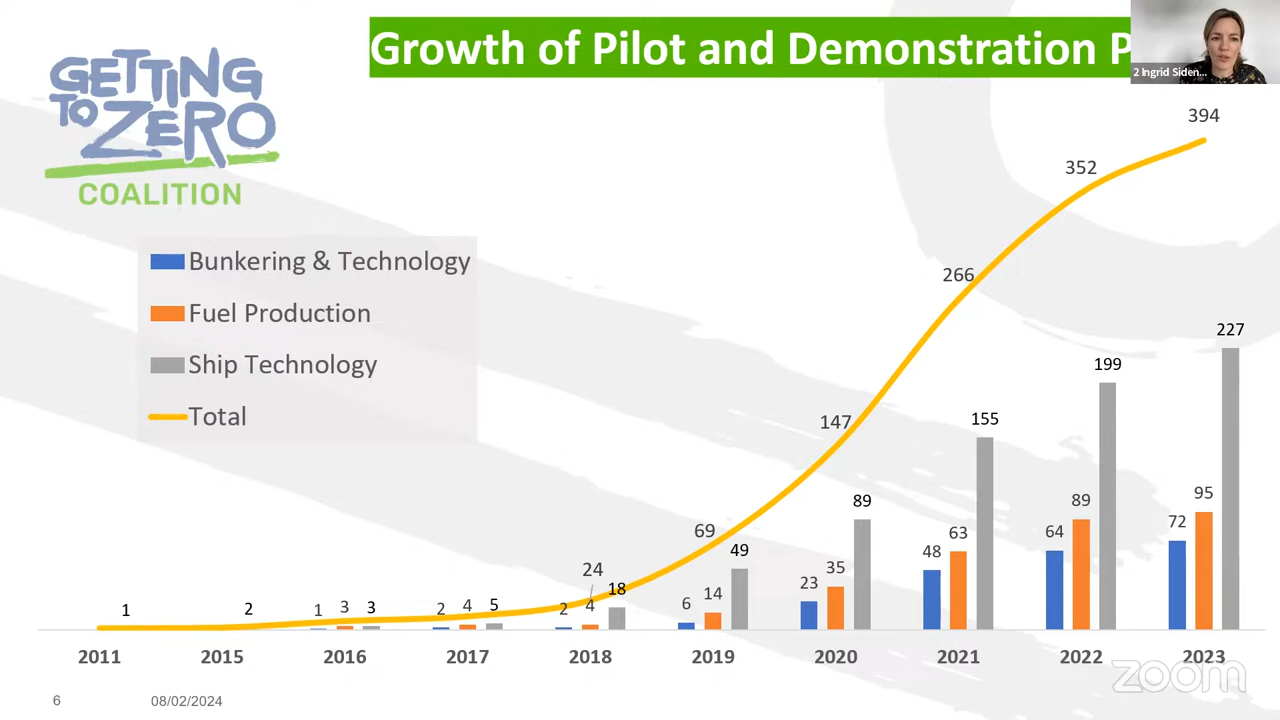 Growth of Pilot and Demonstration P
2 Ingrid Siden...
GETTING
TO ZERO
COALITION
Bunkering & Technology
Fuel Production
Ship Technology
Total
394
352
266
147
69
24
227
199
155
89
49
18
1
2
1 3 3
2 4 5
2 4
6 14
23 35
48 63
64 89
72 95
2011 2015 2016 2017 2018 2019 2020 2021 2022 2023
6 08/02/2024
zoom